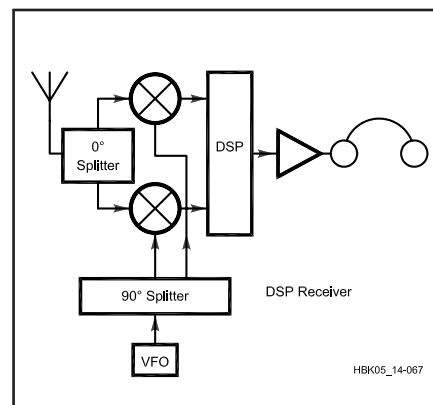 0°
Splitter
DSP
90° Splitter
DSP Receiver
VFO
HBK05_14-067